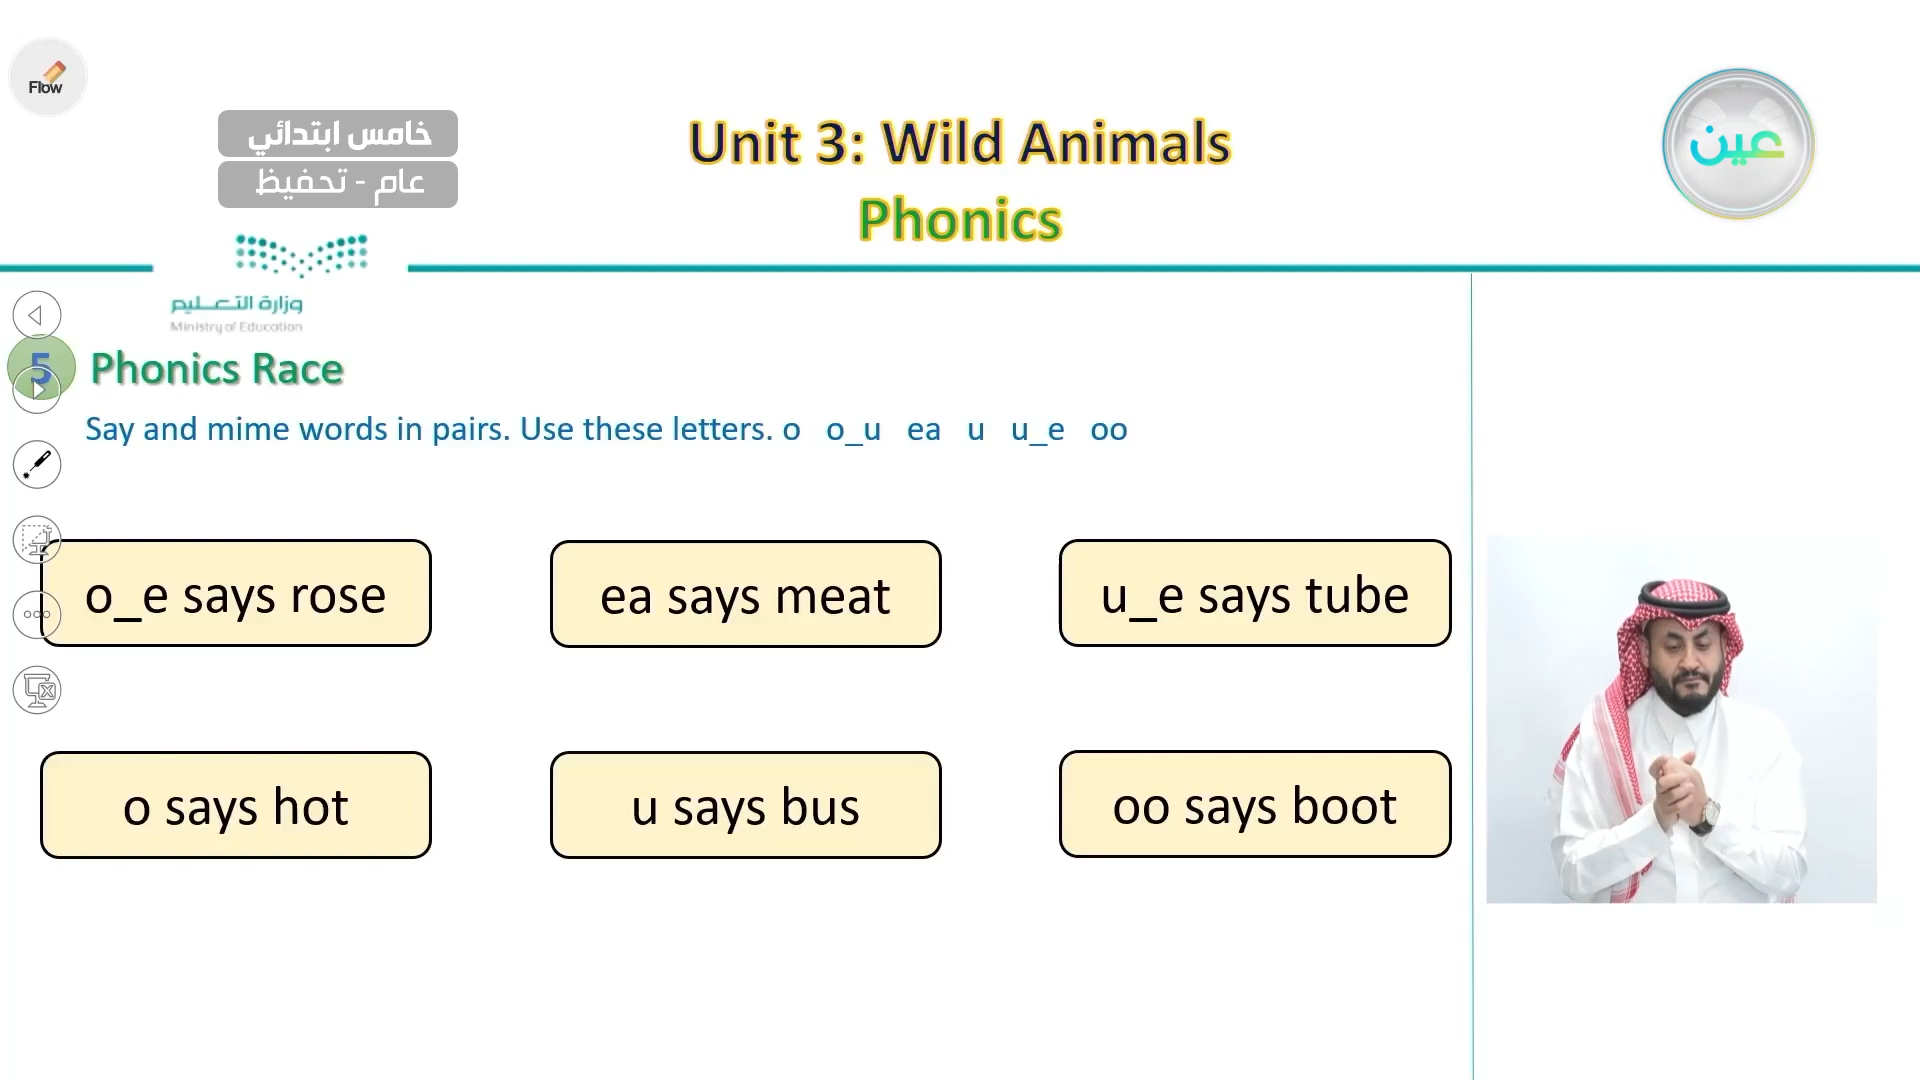 Flow
خامس ابتدائي
عام - تحفيظ
Unit 3: Wild Animals
Phonics
عين
وزارة التعليم
Ministry of Education
5 Phonics Race
Say and mime words in pairs. Use these letters. o o_u ea u u_e oo
o_e says rose
ea says meat
u_e says tube
o says hot
u says bus
oo says boot